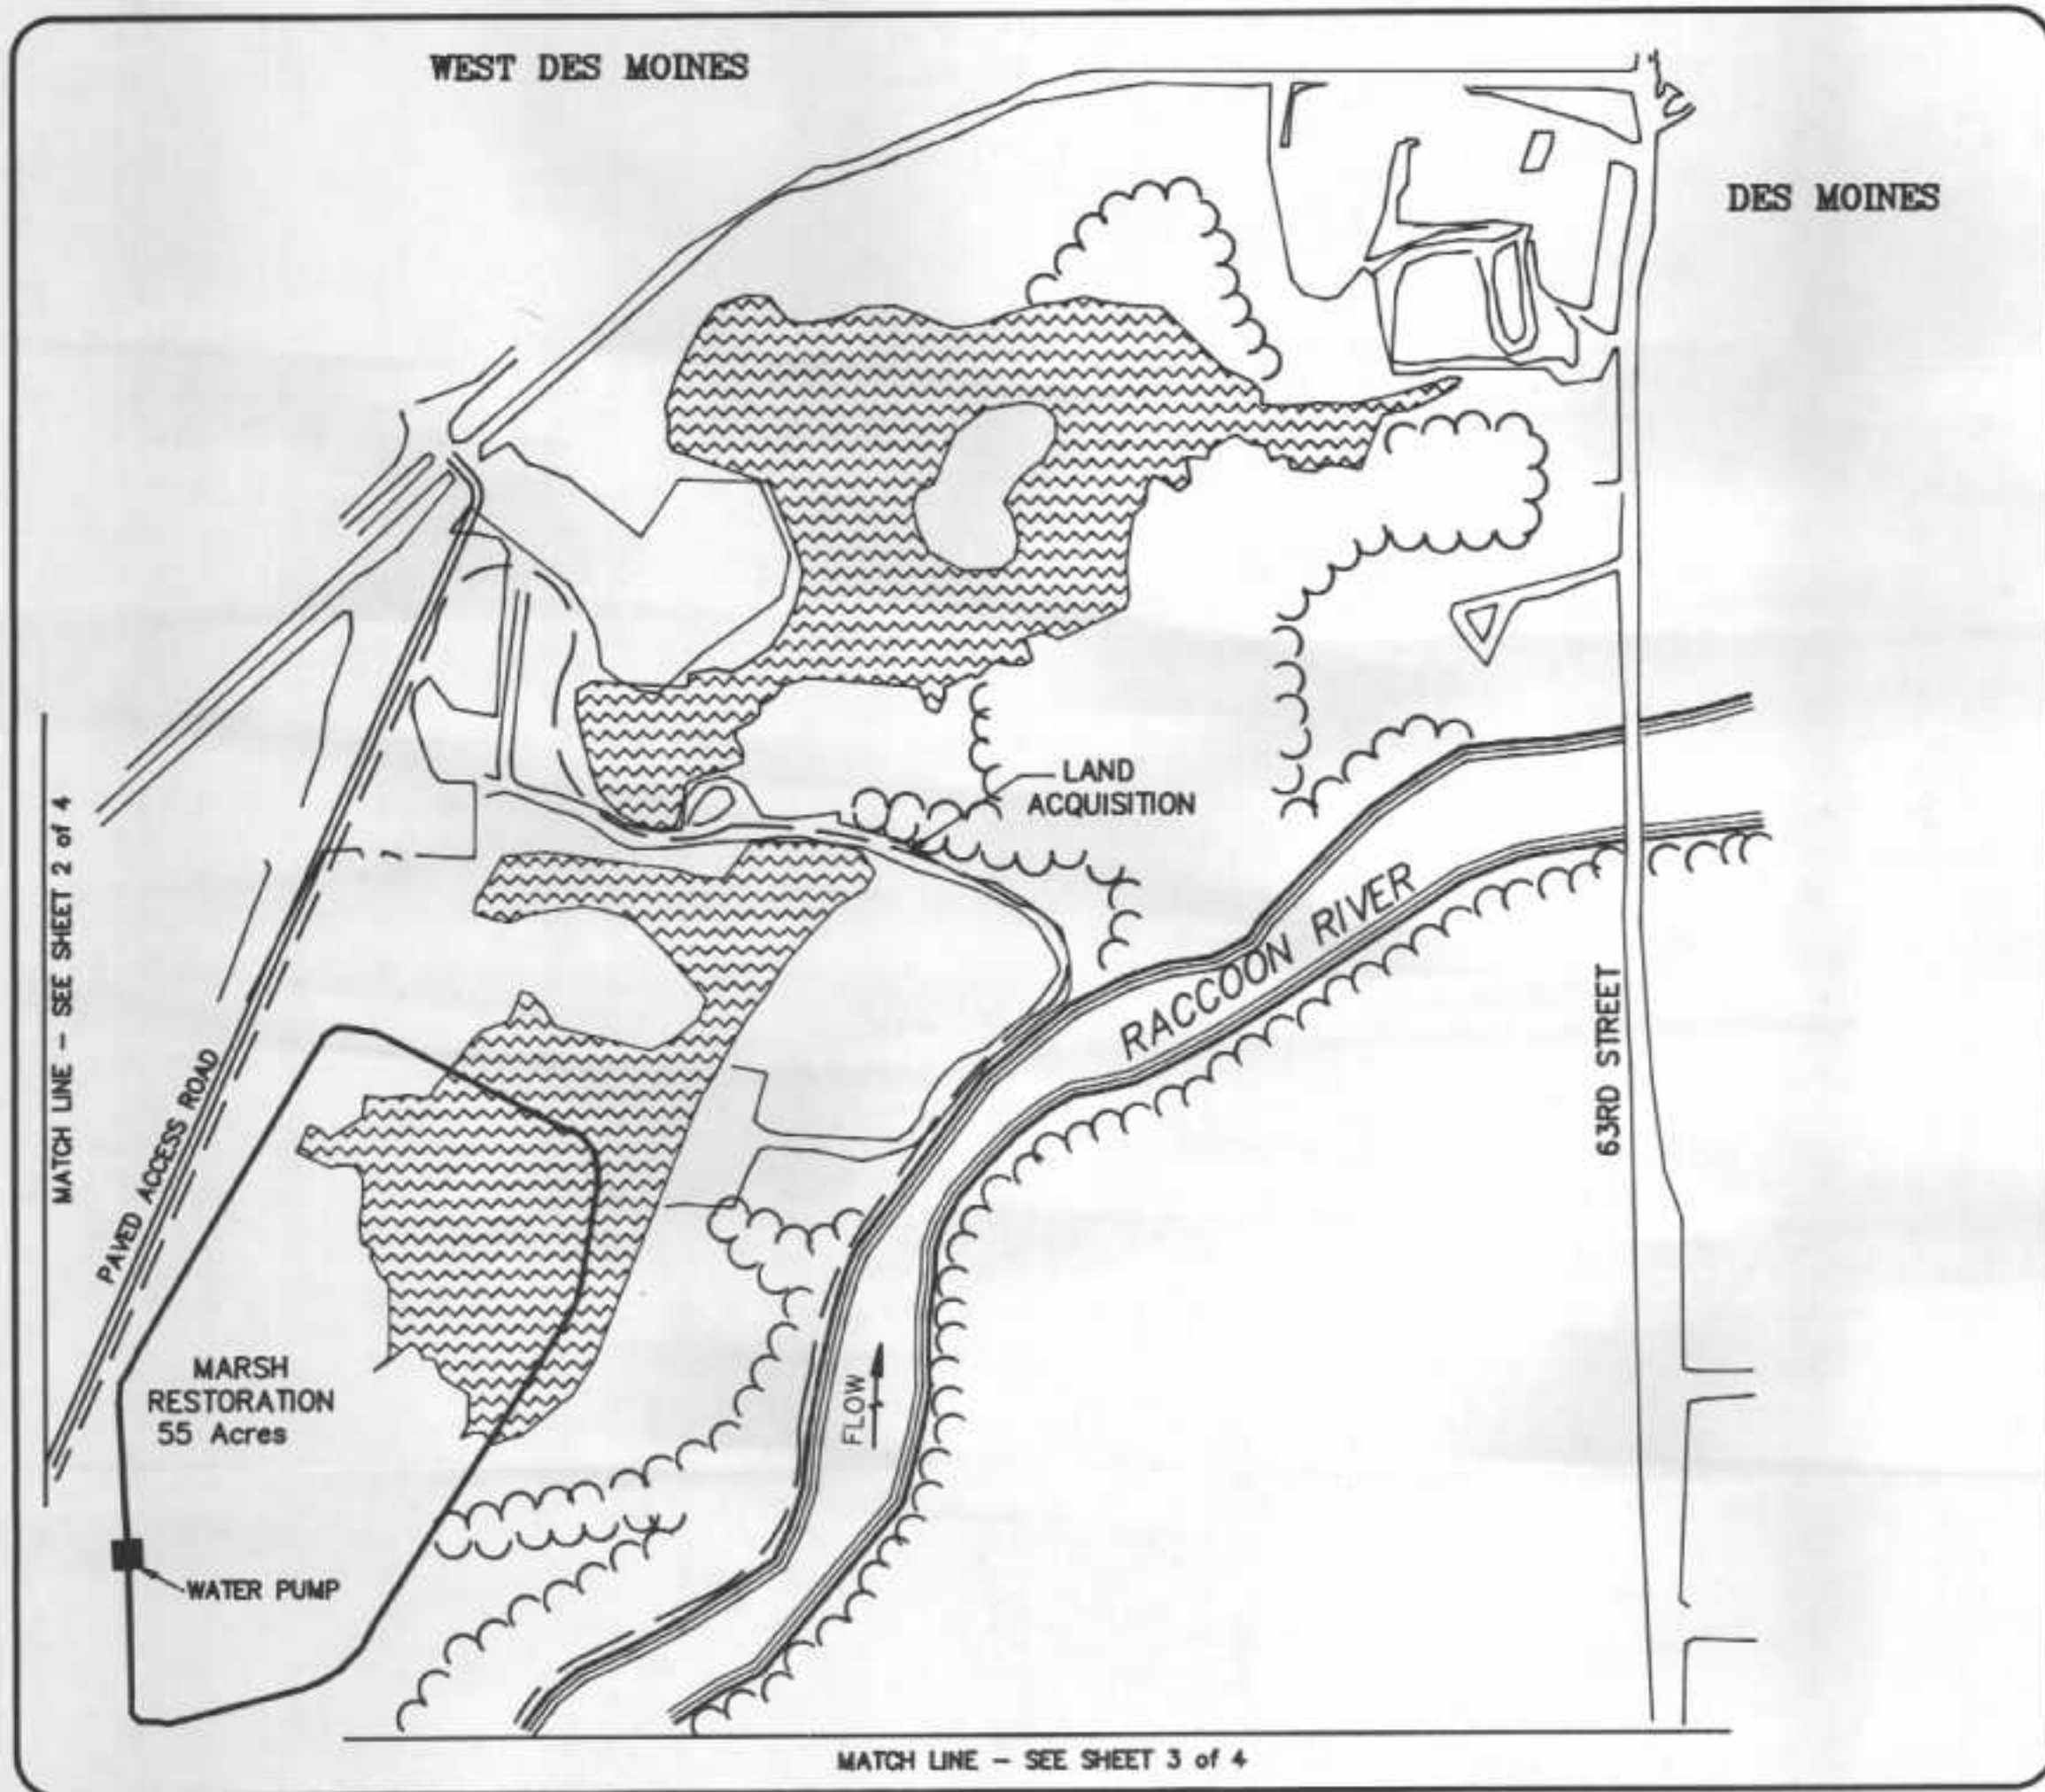 WEST DES MOINES
DES MOINES
LAND
ACQUISITION
RACCOON RIVER
63RD STREET
MATCH LINE – SEE SHEET 2 of 4
PAVED ACCESS ROAD
MARSH
RESTORATION
55 Acres
FLOW
WATER PUMP
MATCH LINE – SEE SHEET 3 of 4